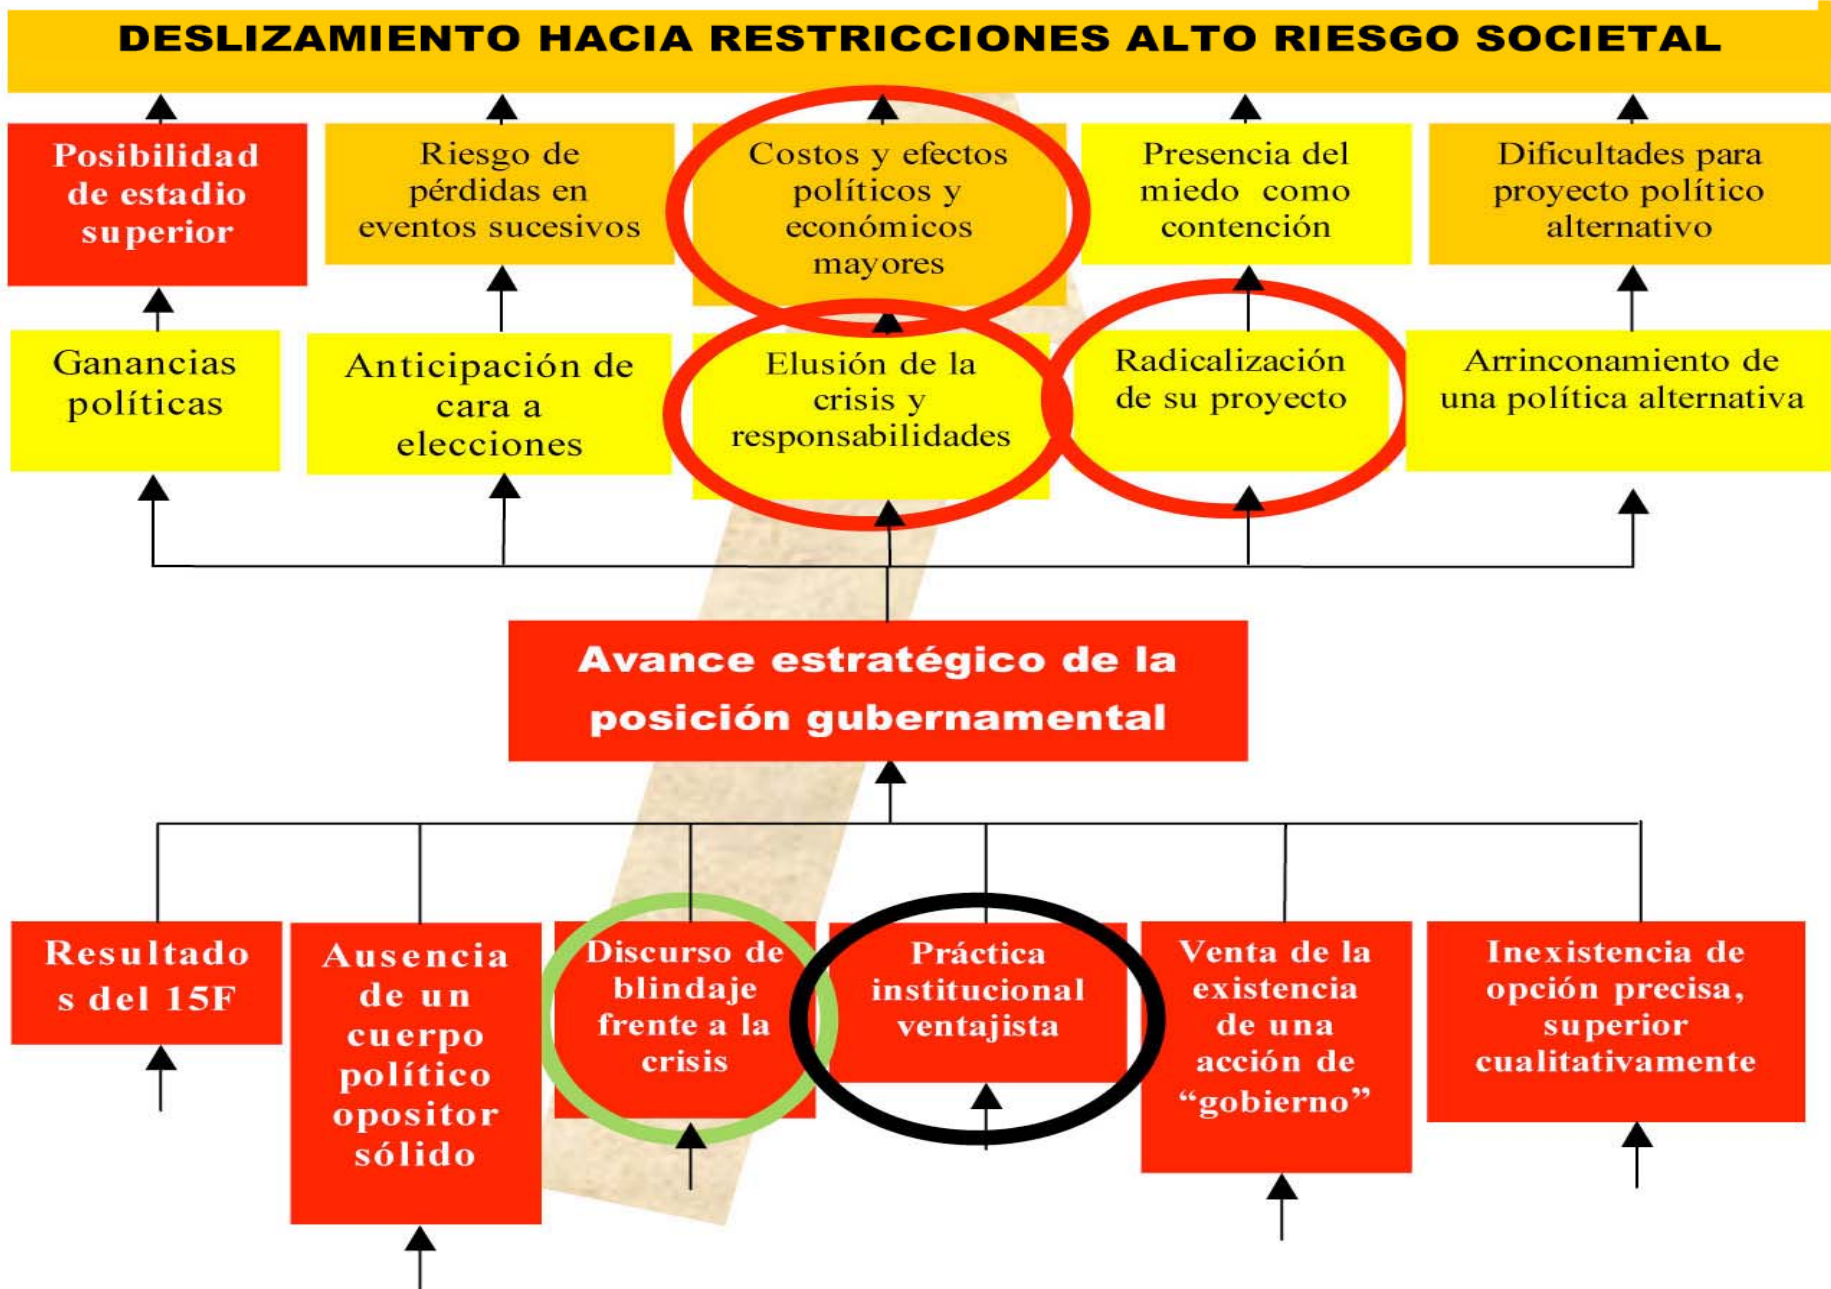 DESLIZAMIENTO HACIA RESTRICCIONES ALTO RIESGO SOCIETAL
Posibilidad
de estadio
superior
Riesgo de
pérdidas en
eventos sucesivos
Costos y efectos
políticos y
económicos
mayores
Presencia del
miedo como
contención
Dificultades para
proyecto político
alternativo
Ganancias
políticas
Anticipación de
cara a
elecciones
Elusión de la
crisis y
responsabilidades
Radicalización
de su proyecto
Arrinconamiento de
una política alternativa
Avance estratégico de la
posición gubernamental
Resultado
s del 15F
Ausencia
de un
cuerpo
político
opositor
sólido
Discurso de
blindaje
frente a la
crisis
Práctica
institucional
ventajista
Venta de la
existencia
de una
acción de
“gobierno”
Inexistencia de
opción precisa,
superior
cualitativamente